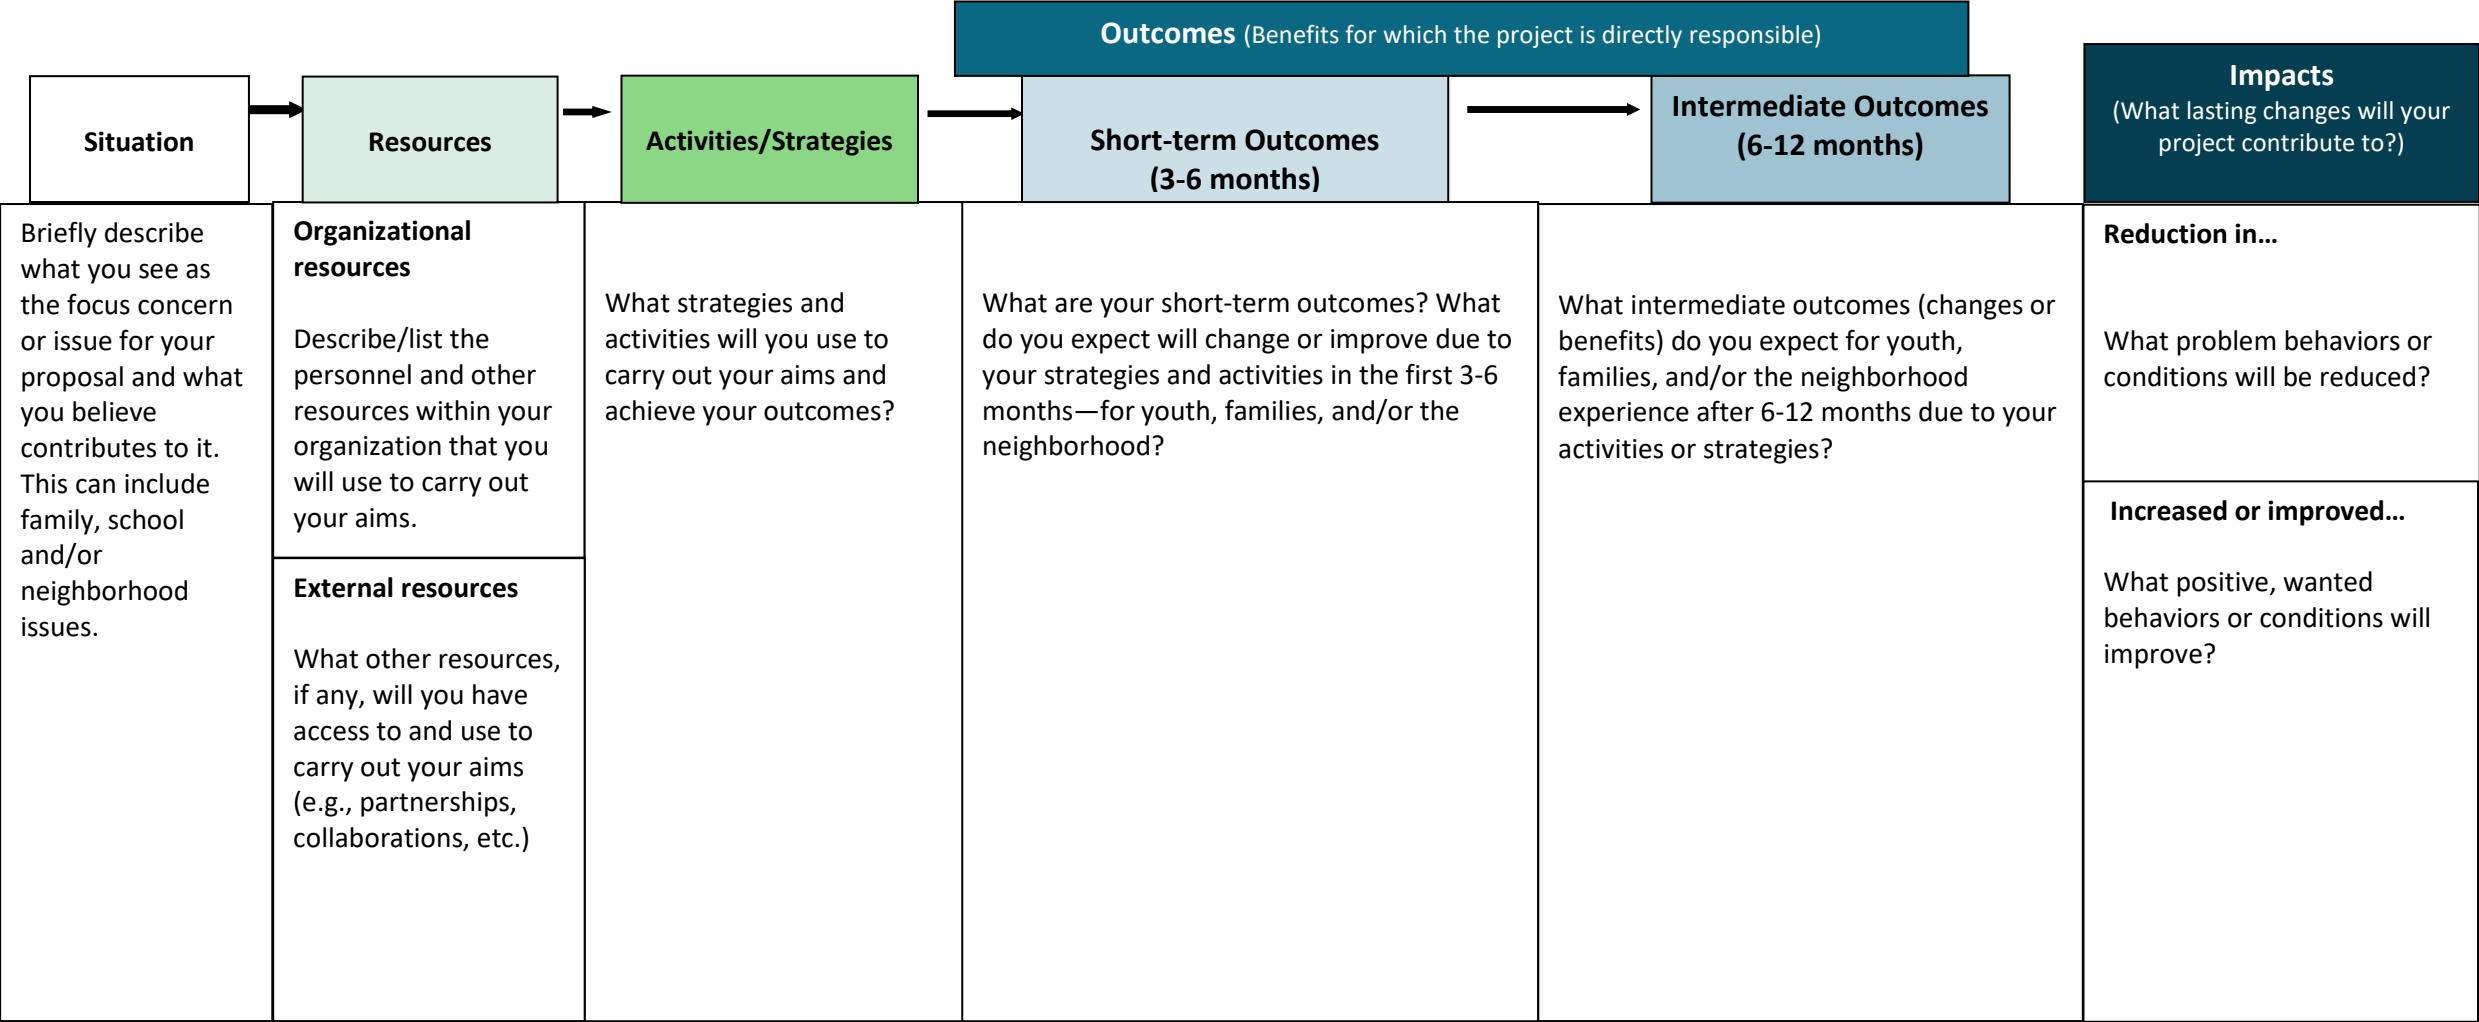 Outcomes (Benefits for which the project is directly responsible)
Situation
Resources
Activities/Strategies
Short-term Outcomes
(3-6 months)
Intermediate Outcomes
(6-12 months)
Impacts
(What lasting changes will your
project contribute to?)
Briefly describe
what you see as
the focus concern
or issue for your
proposal and what
you believe
contributes to it.
This can include
family, school
and/or
neighborhood
issues.
Organizational
resources
Describe/list the
personnel and other
resources within your
organization that you
will use to carry out
your aims.
External resources
What other resources,
if any, will you have
access to and use to
carry out your aims
(e.g., partnerships,
collaborations, etc.)
What strategies and
activities will you use to
carry out your aims and
achieve your outcomes?
What are your short-term outcomes? What
do you expect will change or improve due to
your strategies and activities in the first 3-6
months—for youth, families, and/or the
neighborhood?
What intermediate outcomes (changes or
benefits) do you expect for youth,
families, and/or the neighborhood
experience after 6-12 months due to your
activities or strategies?
Reduction in…
What problem behaviors or
conditions will be reduced?
Increased or improved…
What positive, wanted
behaviors or conditions will
improve?